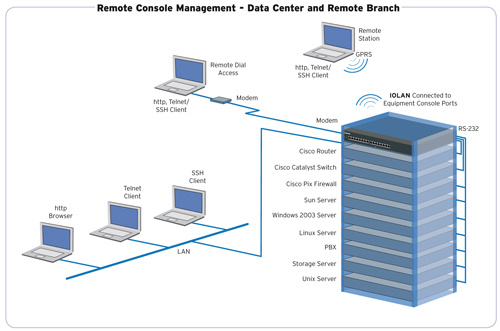 Remote Console Management - Data Center and Remote Branch
Remote
Station
GPRS
http, Telnet/
SSH Client
Remote Dial
Access
http, Telnet/
SSH Client
Modem
IOLAN Connected to
Equipment Console Ports
Modem
RS-232
Cisco Router
Cisco Catalyst Switch
Cisco Pix Firewall
Sun Server
Windows 2003 Server
Linux Server
PBX
Storage Server
Unix Server
SSH
Client
Telnet
Client
http
Browser
LAN